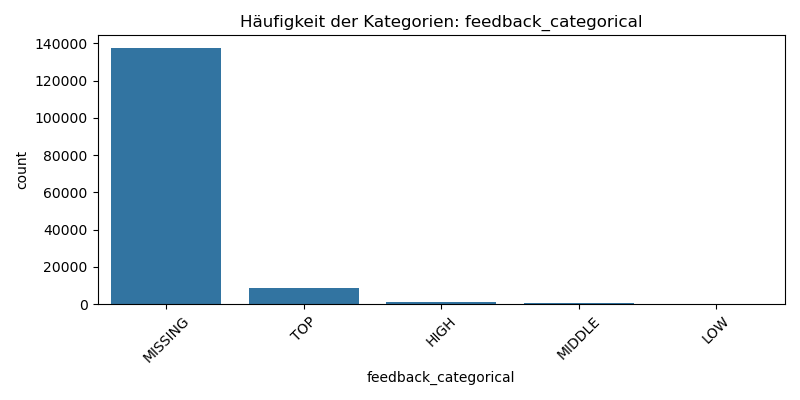 Häufigkeit der Kategorien: feedback_categorical
140000
120000
100000
80000
60000
40000
20000
0
count
MISSING
TOP
HIGH
MIDDLE
LOW
feedback_categorical